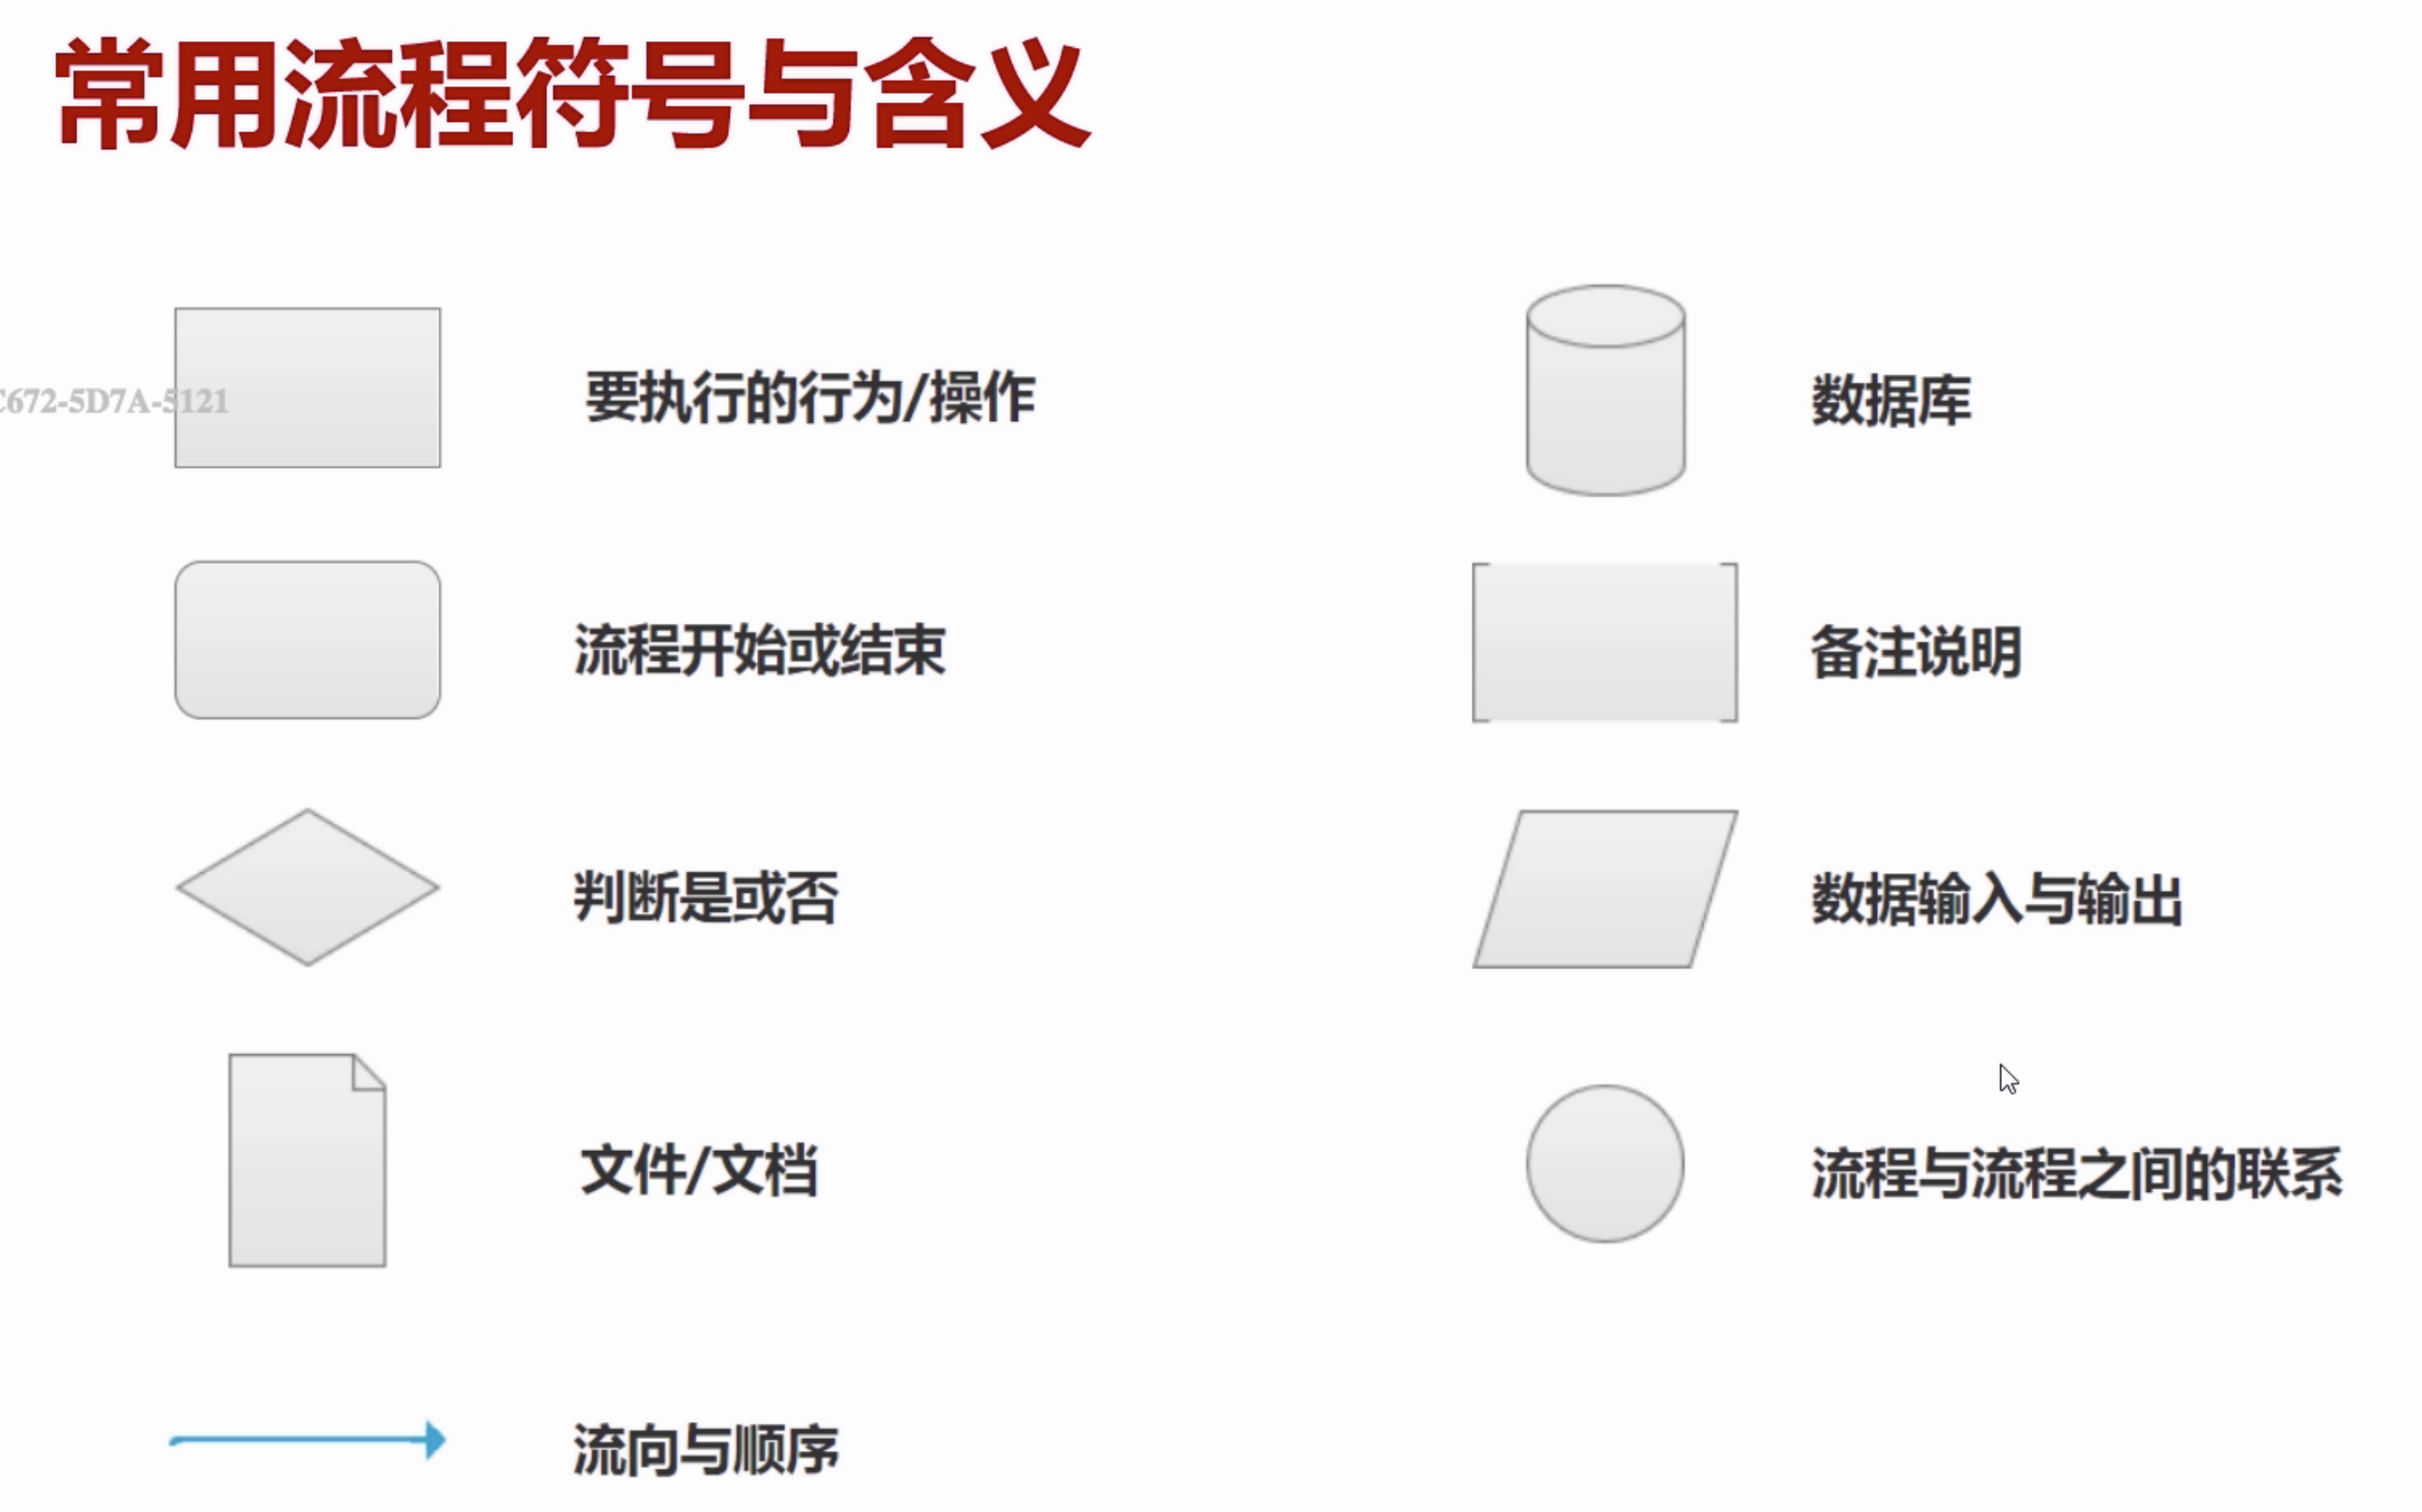 常用流程符号与含义
要执行的行为/操作
数据库
C672-5D7A-5121
流程开始或结束
备注说明
判断是或否
数据输入与输出
文件/文档
流程与流程之间的联系
流向与顺序